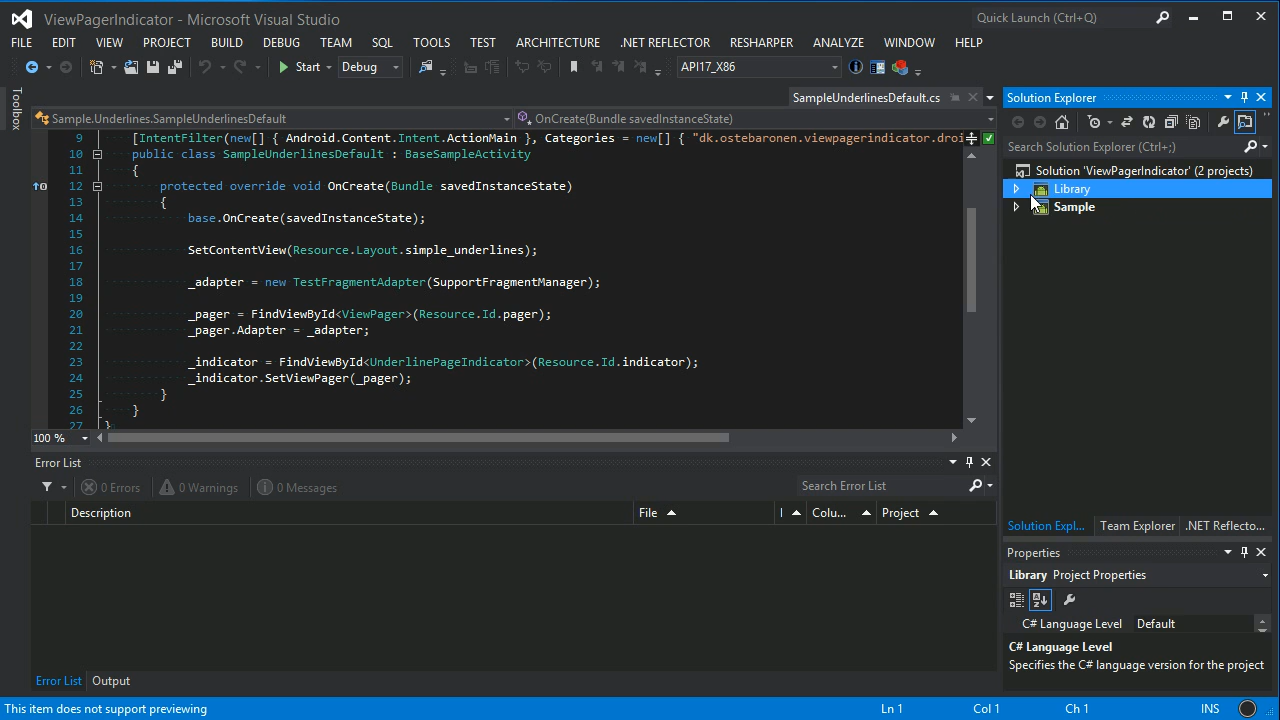 ViewPagerIndicator - Microsoft Visual Studio
Quick Launch (Ctrl+Q)
FILE EDIT VIEW PROJECT BUILD DEBUG TEAM SQL TOOLS TEST ARCHITECTURE .NET REFLECTOR RESHARPER ANALYZE WINDOW HELP
Start Debug API17_X86
Toolbox
SampleUnderlinesDefault.cs
Sample.Underlines.SampleUnderlinesDefault
OnCreate(Bundle savedInstanceState)
9 [IntentFilter(new[] { Android.Content.Intent.ActionMain }, Categories = new[] { "dk.ostebaronen.viewpagerindicator.droi
10 public class SampleUnderlinesDefault : BaseSampleActivity
11 {
12 protected override void OnCreate(Bundle savedInstanceState)
13 {
14 base.OnCreate(savedInstanceState);
15
16 SetContentView(Resource.Layout.simple_underlines);
17
18 _adapter = new TestFragmentAdapter(SupportFragmentManager);
19
20 _pager = FindViewById<ViewPager>(Resource.Id.pager);
21 _pager.Adapter = _adapter;
22
23 _indicator = FindViewById<UnderlinePageIndicator>(Resource.Id.indicator);
24 _indicator.SetViewPager(_pager);
25 }
26 }
27 }
100 %
Error List
0 Errors 0 Warnings 0 Messages
Search Error List
Description File Colu... Project
Error List Output
Solution Explorer
Search Solution Explorer (Ctrl+;)
Solution 'ViewPagerIndicator' (2 projects)
Library
Sample
Solution Expl... Team Explorer .NET Reflecto...
Properties
Library Project Properties
C# Language Level Default
C# Language Level
Specifies the C# language version for the project
This item does not support previewing
Ln 1 Col 1 Ch 1 INS